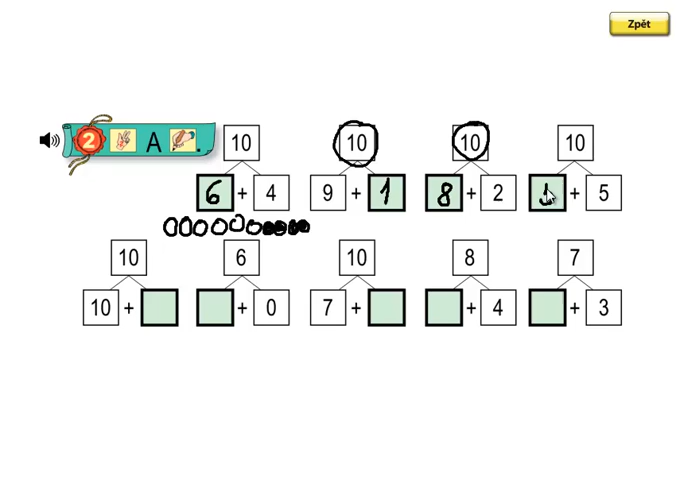 Zpět
2 A .
10 10 10 10
6 + 4 9 + 1 8 + 2 + 5
10 6 10 8 7
10 + + 0 7 + + 4 + 3